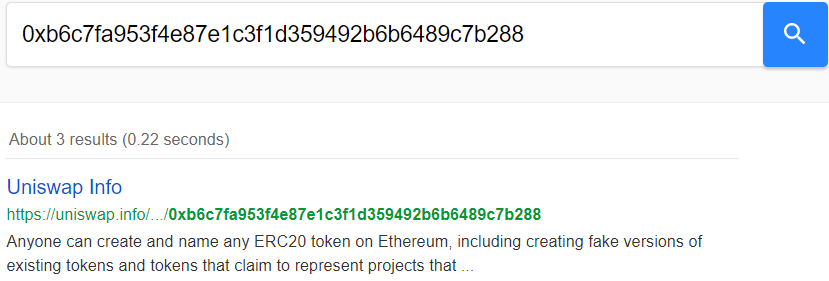 0xb6c7fa953f4e87e1c3f1d359492b6b6489c7b288
About 3 results (0.22 seconds)
Uniswap Info
https://uniswap.info/.../0xb6c7fa953f4e87e1c3f1d359492b6b6489c7b288
Anyone can create and name any ERC20 token on Ethereum, including creating fake versions of
existing tokens and tokens that claim to represent projects that ...